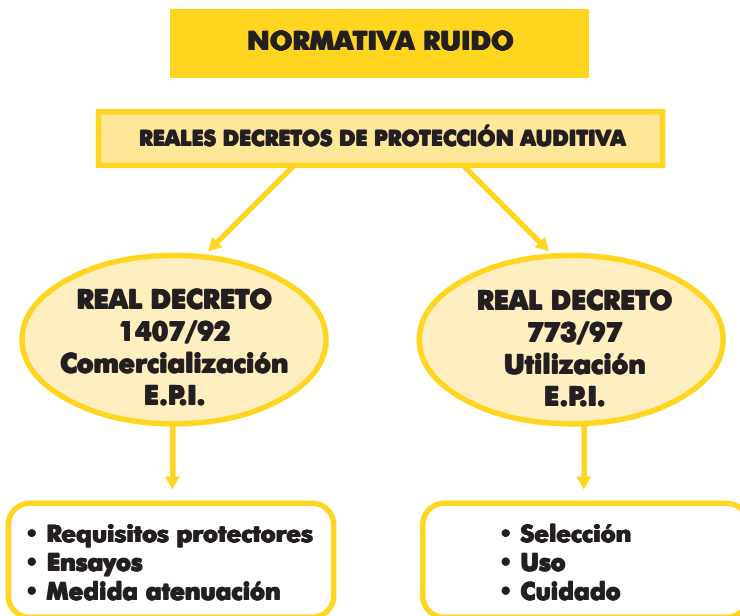 NORMATIVA RUIDO
REALES DECRETOS DE PROTECCIÓN AUDITIVA
REAL DECRETO
1407/92
Comercialización
E.P.I.
REAL DECRETO
773/97
Utilización
E.P.I.
• Requisitos protectores
• Ensayos
• Medida atenuación
• Selección
• Uso
• Cuidado